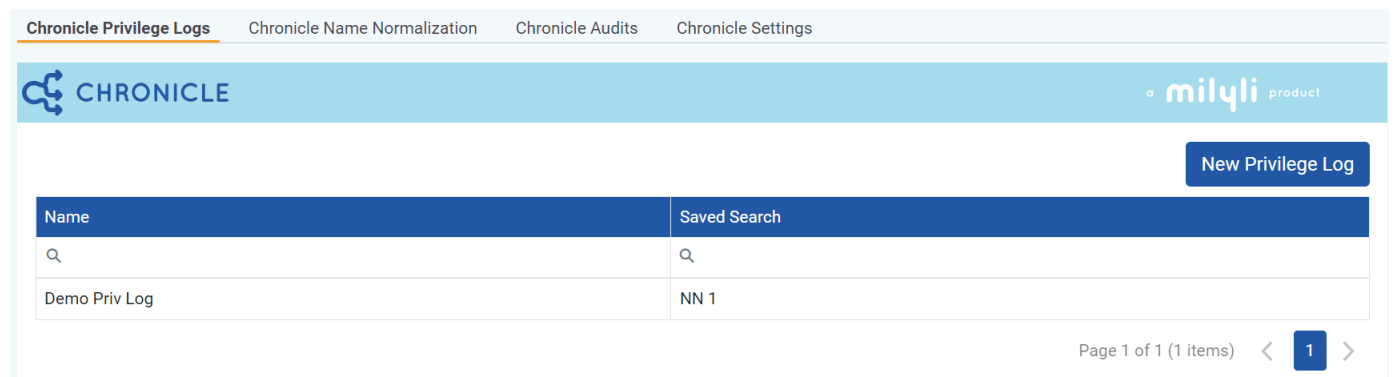 Chronicle Privilege Logs Chronicle Name Normalization Chronicle Audits Chronicle Settings
CHRONICLE a milyli product
New Privilege Log
Name Saved Search
Demo Priv Log NN 1
Page 1 of 1 (1 items) 1